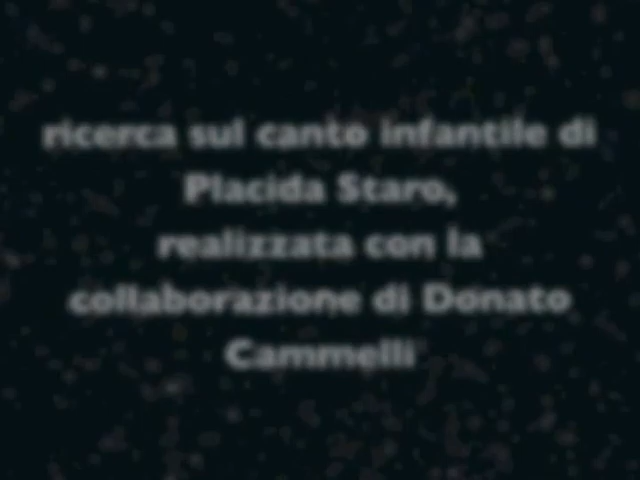 ricerca sul canto infantile di
Placida Staro,
realizzata con la
collaborazione di Donato
Cammelli